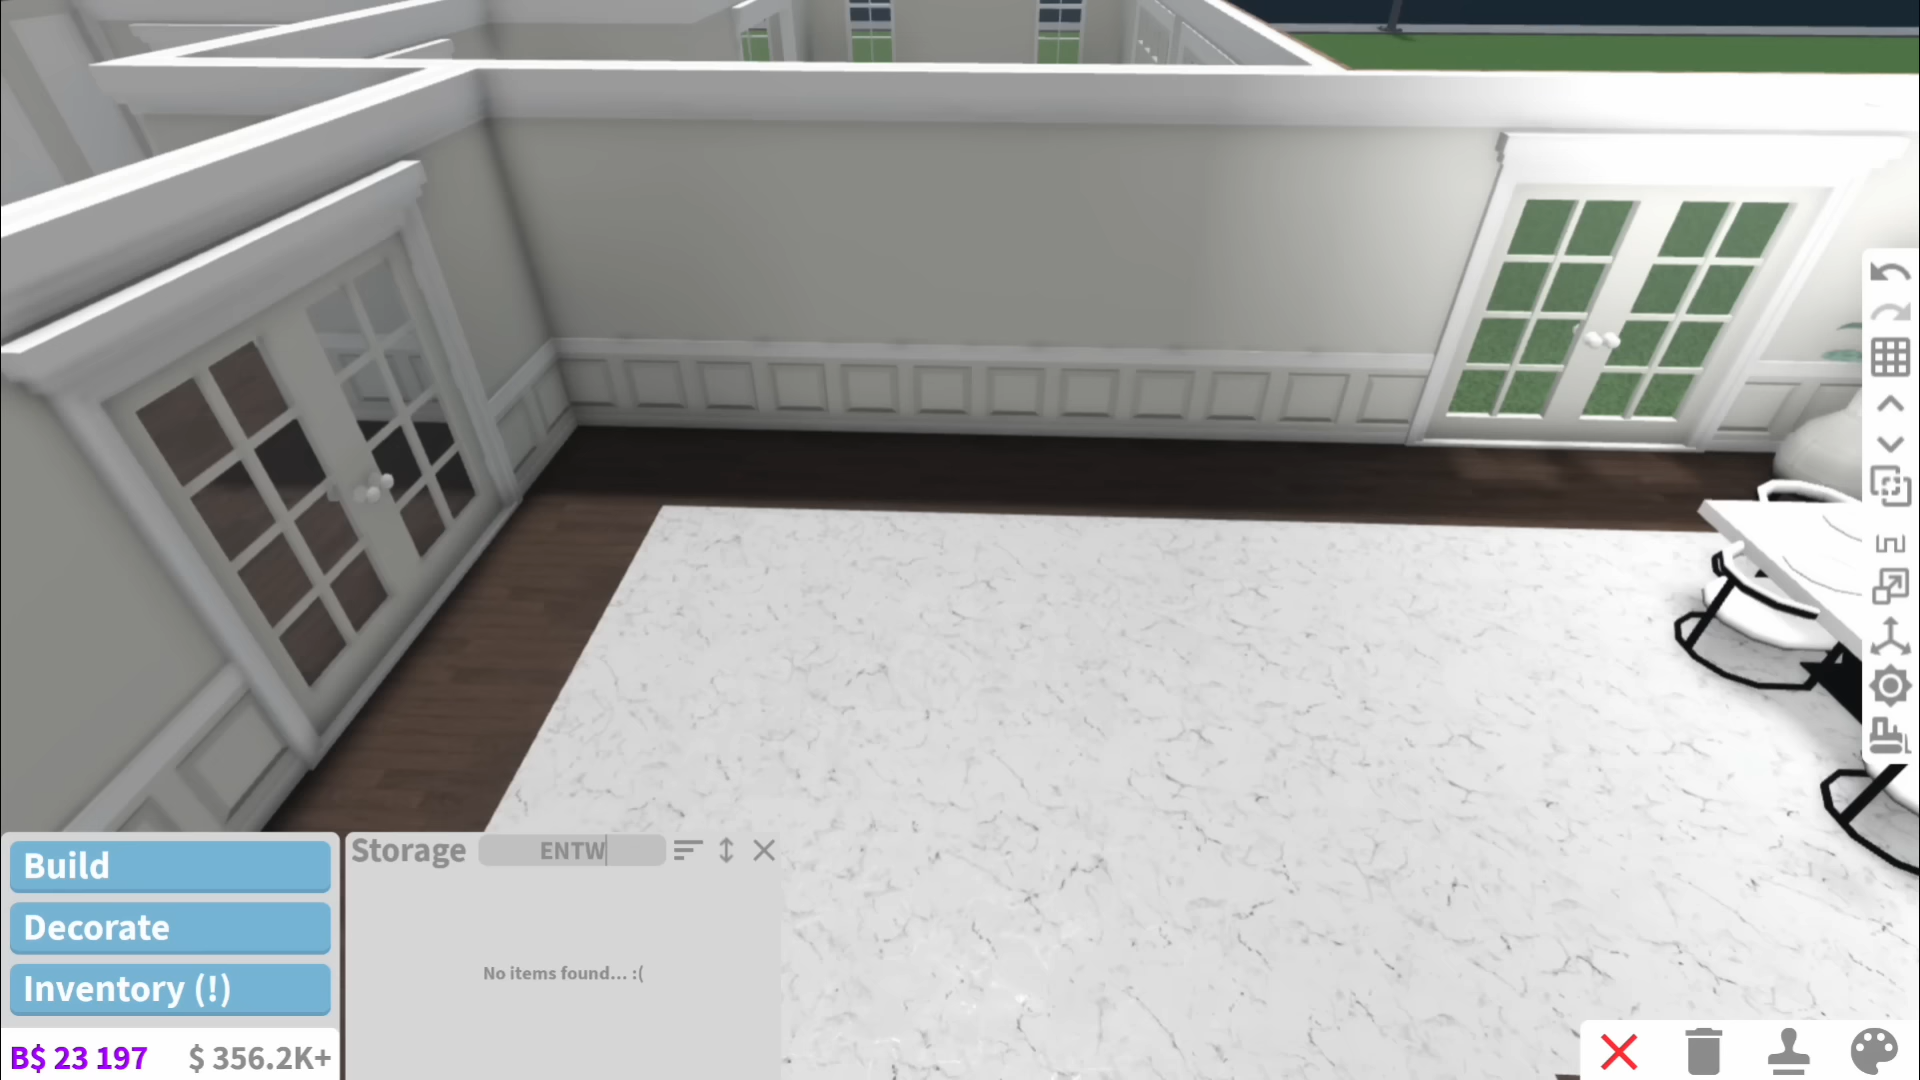 Build
Decorate
Inventory (!)
B$ 23 197
$ 356.2K+
Storage
ENTW
No items found... :(